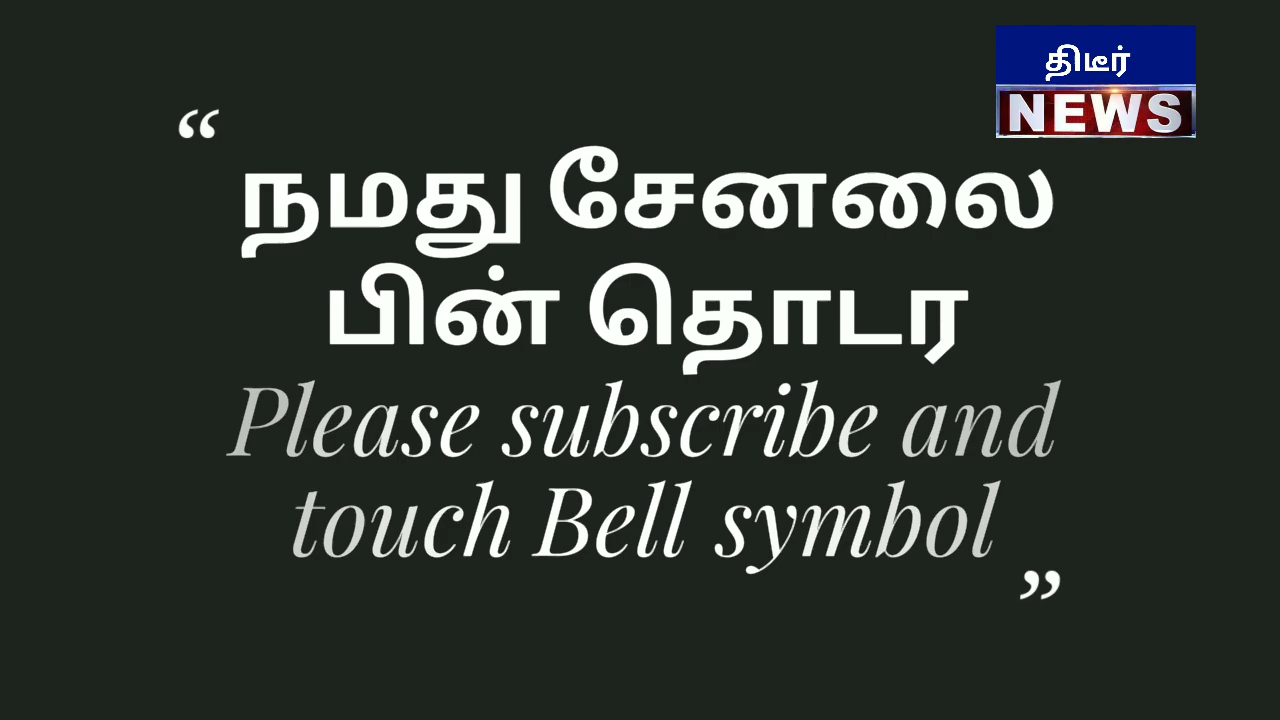 திடீர்
NEWS
“
நமது சேனலை
பின் தொடர
Please subscribe and
touch Bell symbol
”